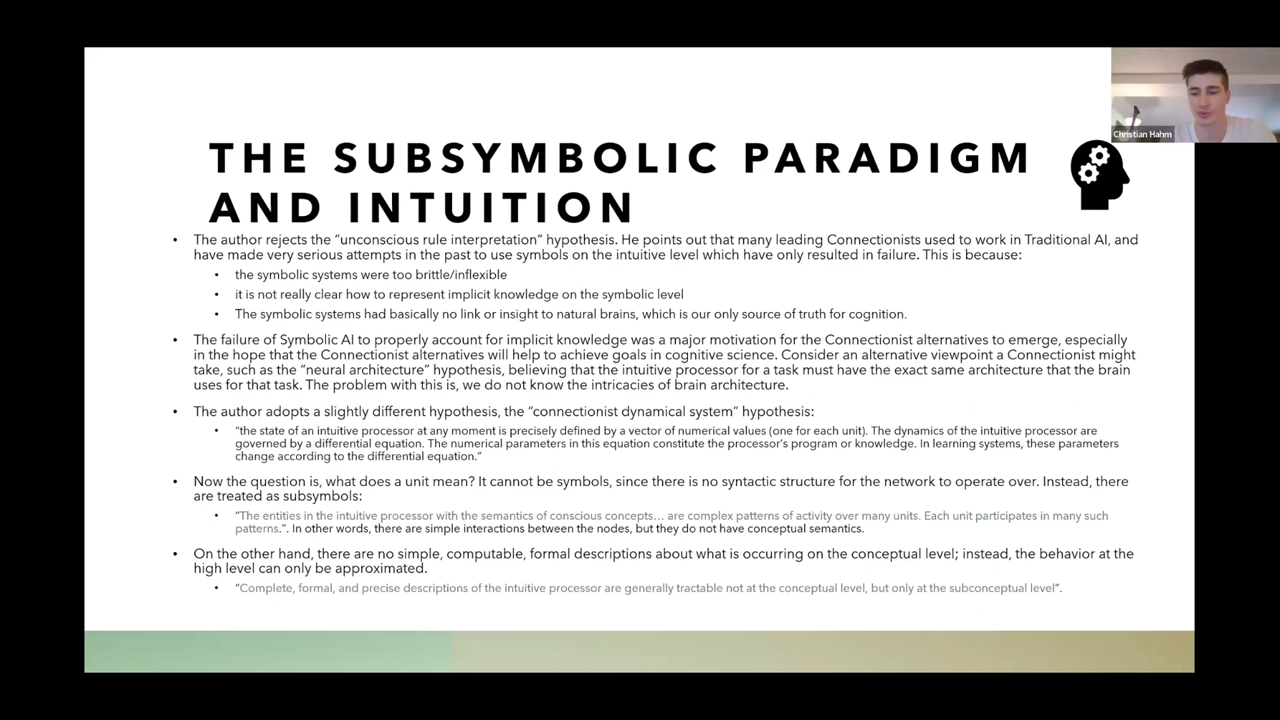 Christian Hahm
THE SUBSYMBOLIC PARADIGM
AND INTUITION
• The author rejects the "unconscious rule interpretation" hypothesis. He points out that many leading Connectionists used to work in Traditional AI, and
have made very serious attempts in the past to use symbols on the intuitive level which have only resulted in failure. This is because:
• the symbolic systems were too brittle/inflexible
• it is not really clear how to represent implicit knowledge on the symbolic level
• The symbolic systems had basically no link or insight to natural brains, which is our only source of truth for cognition.
• The failure of Symbolic AI to properly account for implicit knowledge was a major motivation for the Connectionist alternatives to emerge, especially
in the hope that the Connectionist alternatives will help to achieve goals in cognitive science. Consider an alternative viewpoint a Connectionist might
take, such as the "neural architecture" hypothesis, believing that the intuitive processor for a task must have the exact same architecture that the brain
uses for that task. The problem with this is, we do not know the intricacies of brain architecture.
• The author adopts a slightly different hypothesis, the "connectionist dynamical system" hypothesis:
• "the state of an intuitive processor at any moment is precisely defined by a vector of numerical values (one for each unit). The dynamics of the intuitive processor are
governed by a differential equation. The numerical parameters in this equation constitute the processor's program or knowledge. In learning systems, these parameters
change according to the differential equation."
• Now the question is, what does a unit mean? It cannot be symbols, since there is no syntactic structure for the network to operate over. Instead, there
are treated as subsymbols:
• "The entities in the intuitive processor with the semantics of conscious concepts… are complex patterns of activity over many units. Each unit participates in many such
patterns.". In other words, there are simple interactions between the nodes, but they do not have conceptual semantics.
• On the other hand, there are no simple, computable, formal descriptions about what is occurring on the conceptual level; instead, the behavior at the
high level can only be approximated.
• "Complete, formal, and precise descriptions of the intuitive processor are generally tractable not at the conceptual level, but only at the subconceptual level".